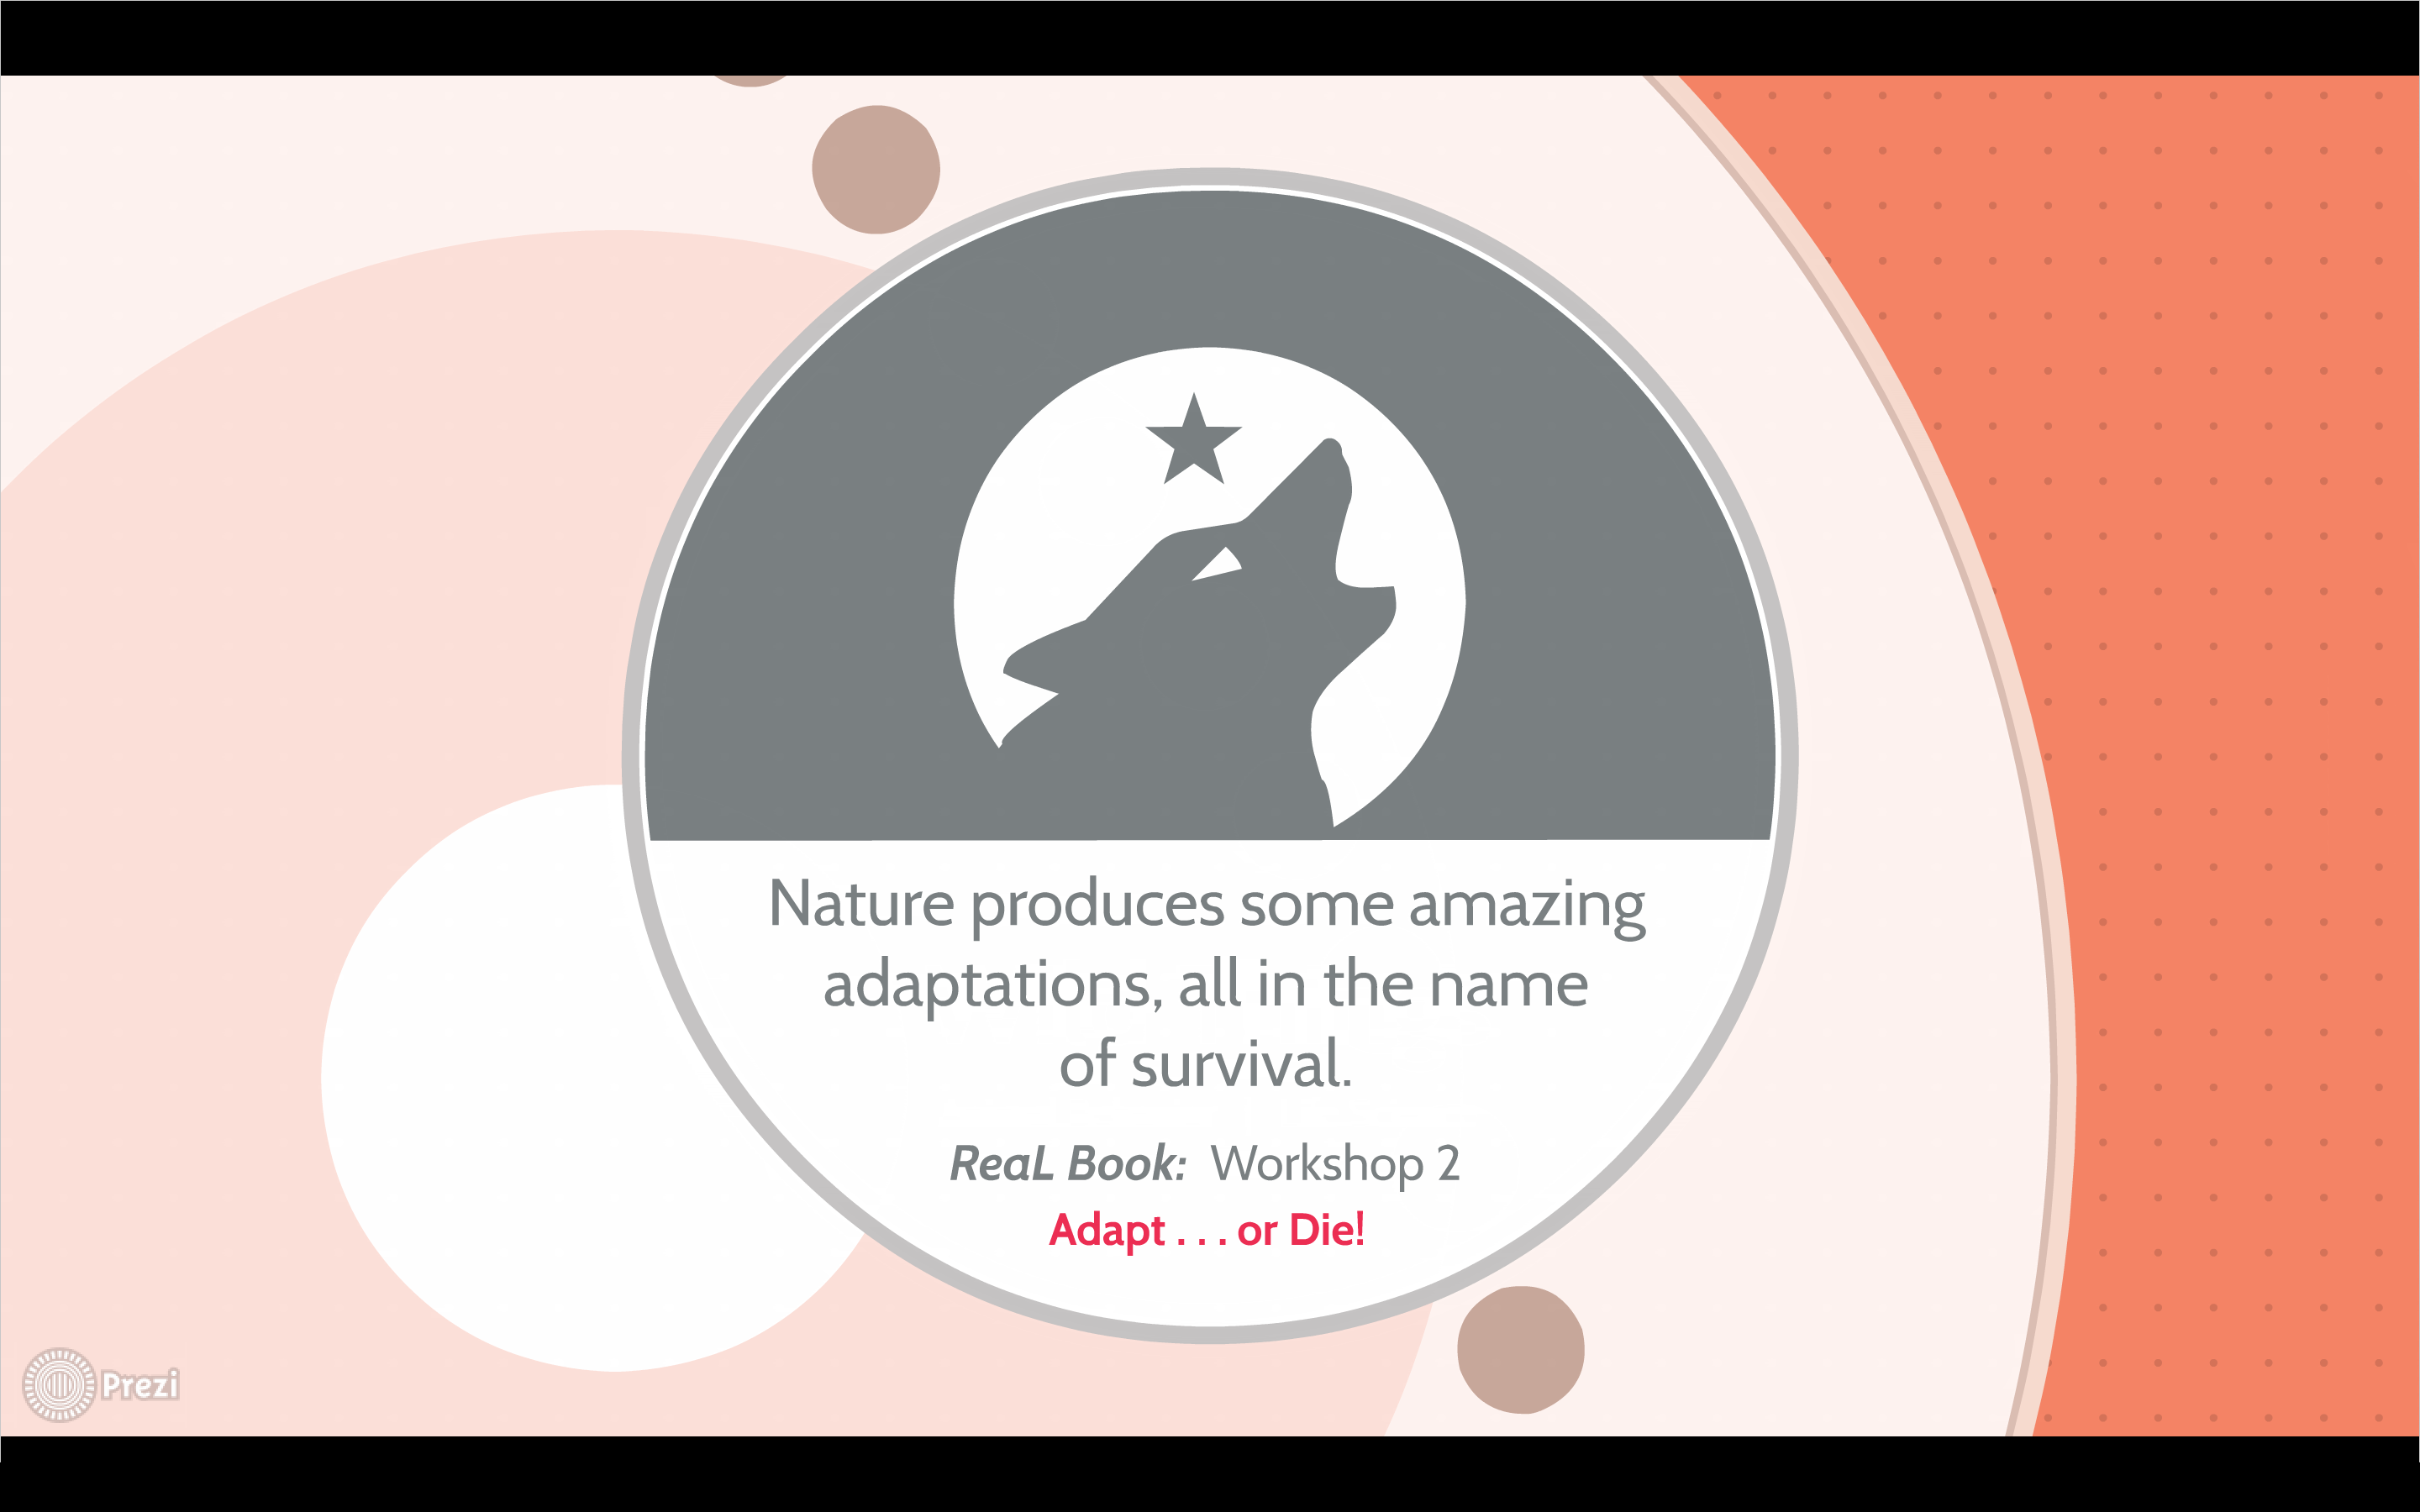 Nature produces some amazing
adaptations, all in the name
of survival.
ReaL Book: Workshop 2
Adapt . . . or Die!
Prezi